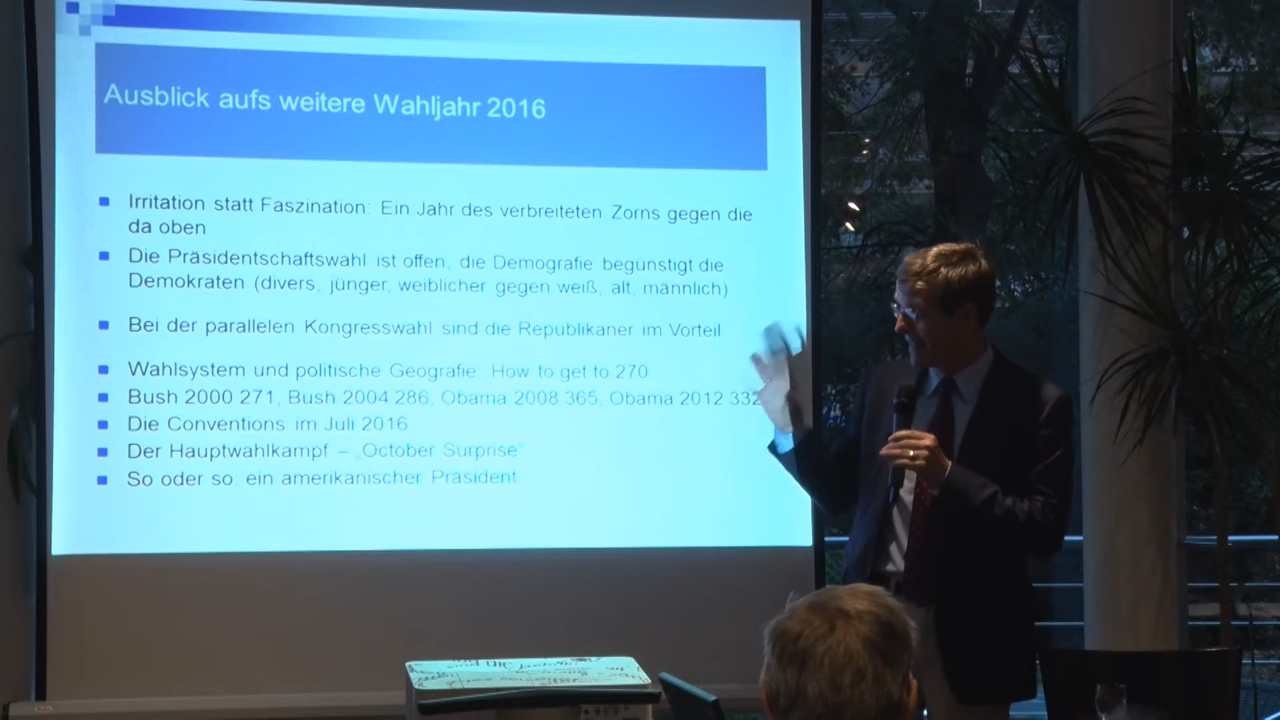 Ausblick aufs weitere Wahljahr 2016
Irritation statt Faszination: Ein Jahr des verbreiteten Zorns gegen die
da oben
Die Präsidentschaftswahl ist offen, die Demografie begünstigt die
Demokraten (divers, jünger, weiblicher gegen weiß, alt, männlich)
Bei der parallelen Kongresswahl sind die Republikaner im Vorteil
Wahlsystem und politische Geografie: How to get to 270
Bush 2000 271, Bush 2004 286, Obama 2008 365, Obama 2012 332
Die Conventions im Juli 2016
Der Hauptwahlkampf – „October Surprise“
So oder so: ein amerikanischer Präsident